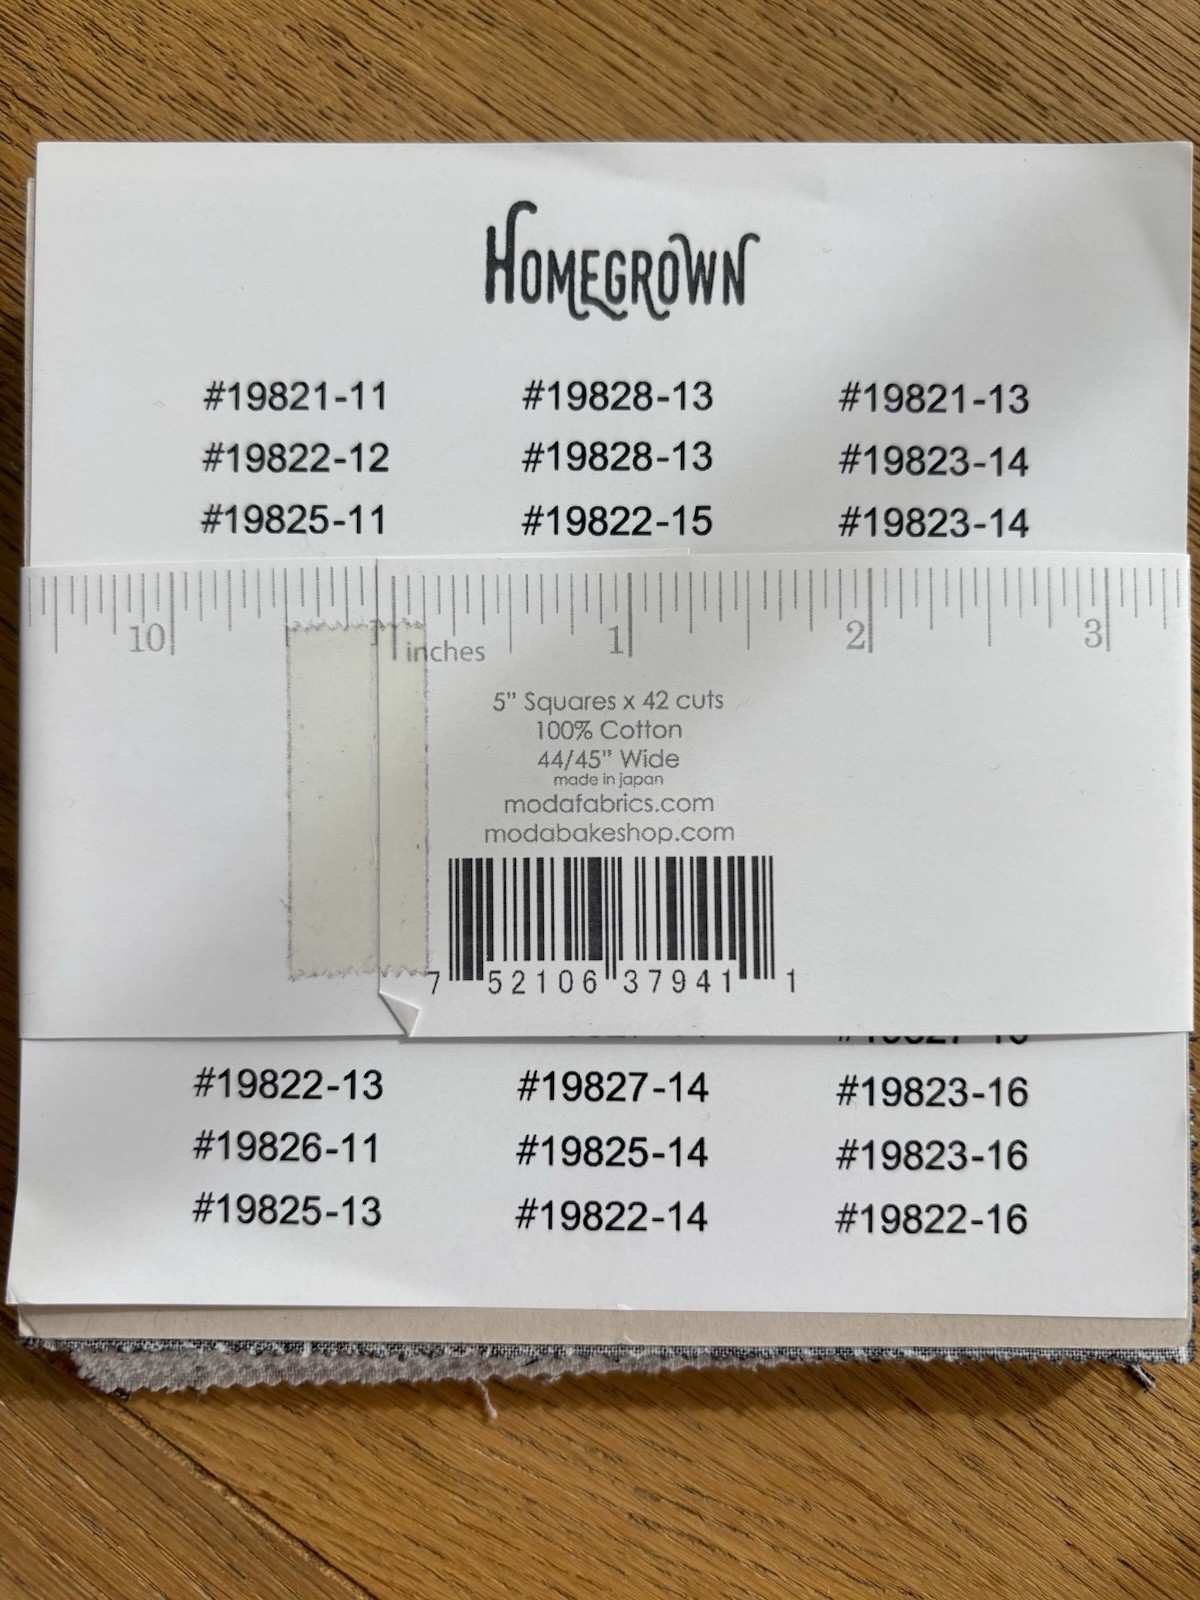 HOMEGROWN
#19821-11 #19828-13 #19821-13
#19822-12 #19828-13 #19823-14
#19825-11 #19822-15 #19823-14
10 1 2 3
inches
5" Squares x 42 cuts
100% Cotton
44/45" Wide
made in japan
modafabrics.com
modabakeshop.com
7 52106 37941 1
#19822-13 #19827-14 #19823-16
#19826-11 #19825-14 #19823-16
#19825-13 #19822-14 #19822-16